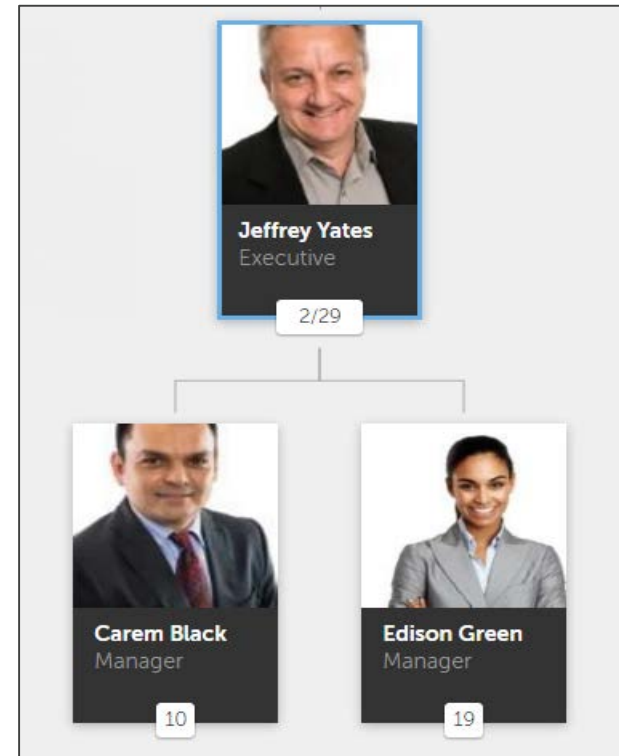 Jeffrey Yates
Executive
2/29
Carem Black
Manager
10
Edison Green
Manager
19